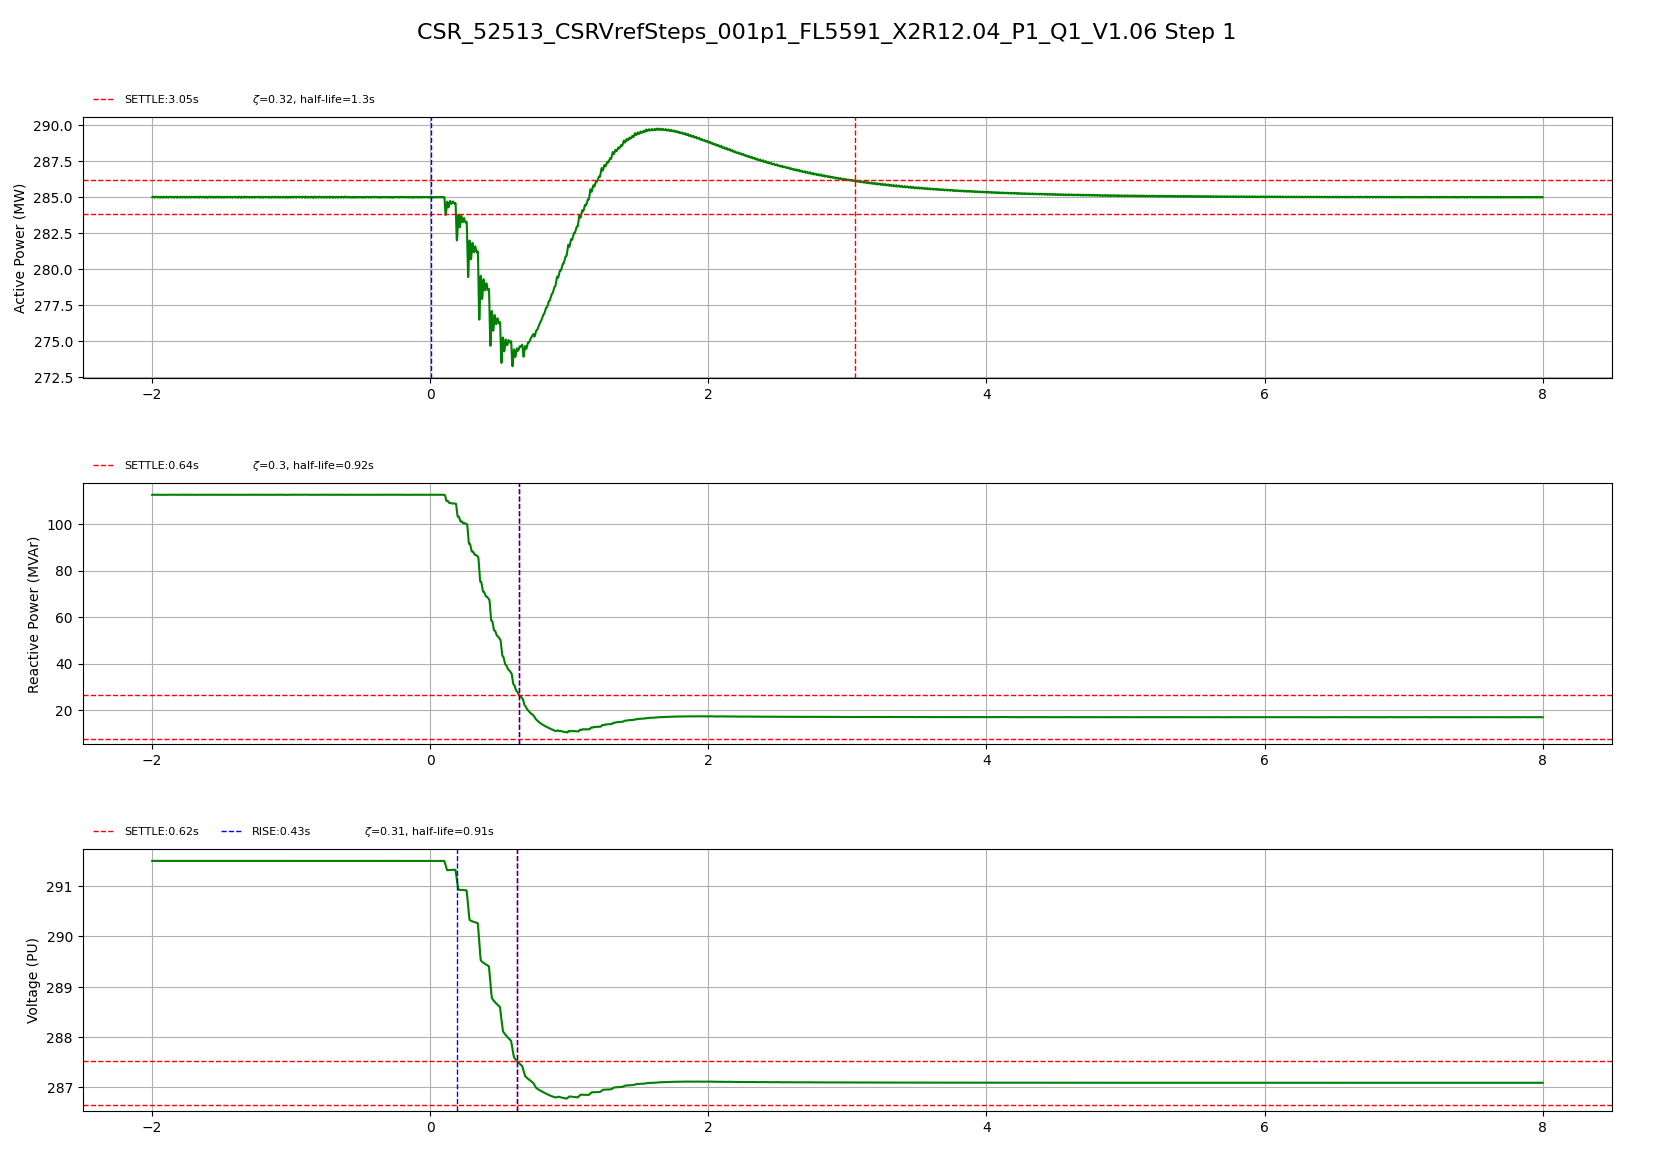 CSR_52513_CSRVrefSteps_001p1_FL5591_X2R12.04_P1_Q1_V1.06 Step 1
SETTLE:3.05s ζ=0.32, half-life=1.3s
Active Power (MW)
290.0
287.5
285.0
282.5
280.0
277.5
275.0
272.5
−2 0 2 4 6 8
SETTLE:0.64s ζ=0.3, half-life=0.92s
Reactive Power (MVAr)
100
80
60
40
20
−2 0 2 4 6 8
SETTLE:0.62s RISE:0.43s ζ=0.31, half-life=0.91s
Voltage (PU)
291
290
289
288
287
−2 0 2 4 6 8